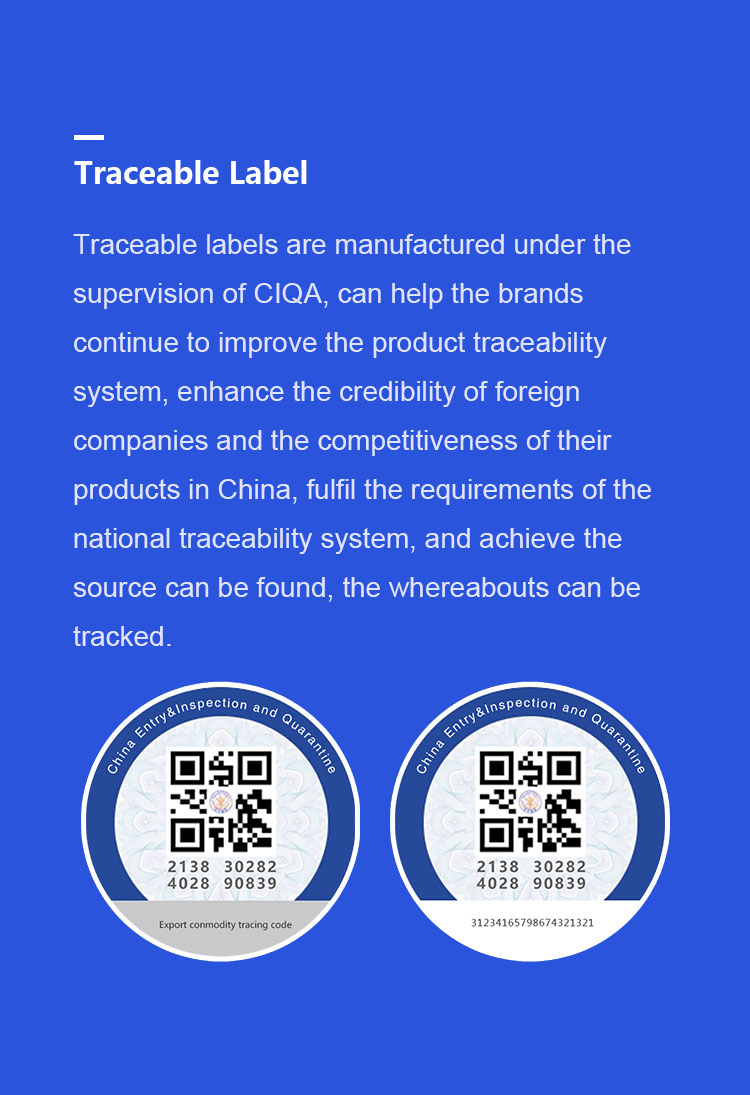 Traceable Label
Traceable labels are manufactured under the
supervision of CIQA, can help the brands
continue to improve the product traceability
system, enhance the credibility of foreign
companies and the competitiveness of their
products in China, fulfil the requirements of the
national traceability system, and achieve the
source can be found, the whereabouts can be
tracked.
China Entry&Inspection and Quarantine
2138 30282
4028 90839
Export conmodity tracing code
China Entry&Inspection and Quarantine
2138 30282
4028 90839
31234165798674321321